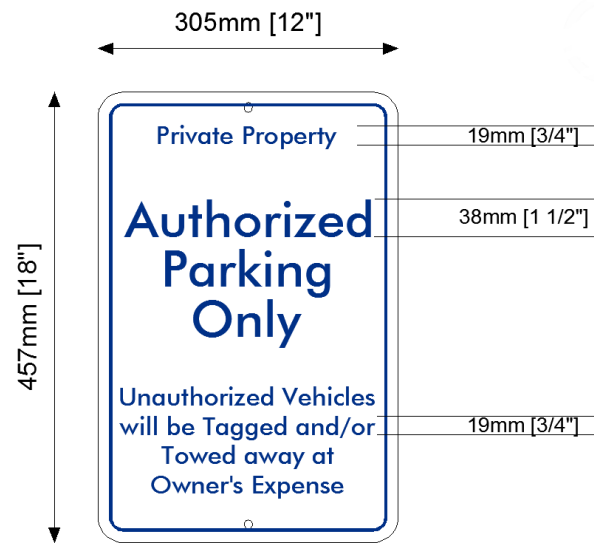 305mm [12"]
Private Property
19mm [3/4"]
Authorized
38mm [1 1/2"]
Parking
Only
457mm [18"]
Unauthorized Vehicles
will be Tagged and/or
19mm [3/4"]
Towed away at
Owner's Expense